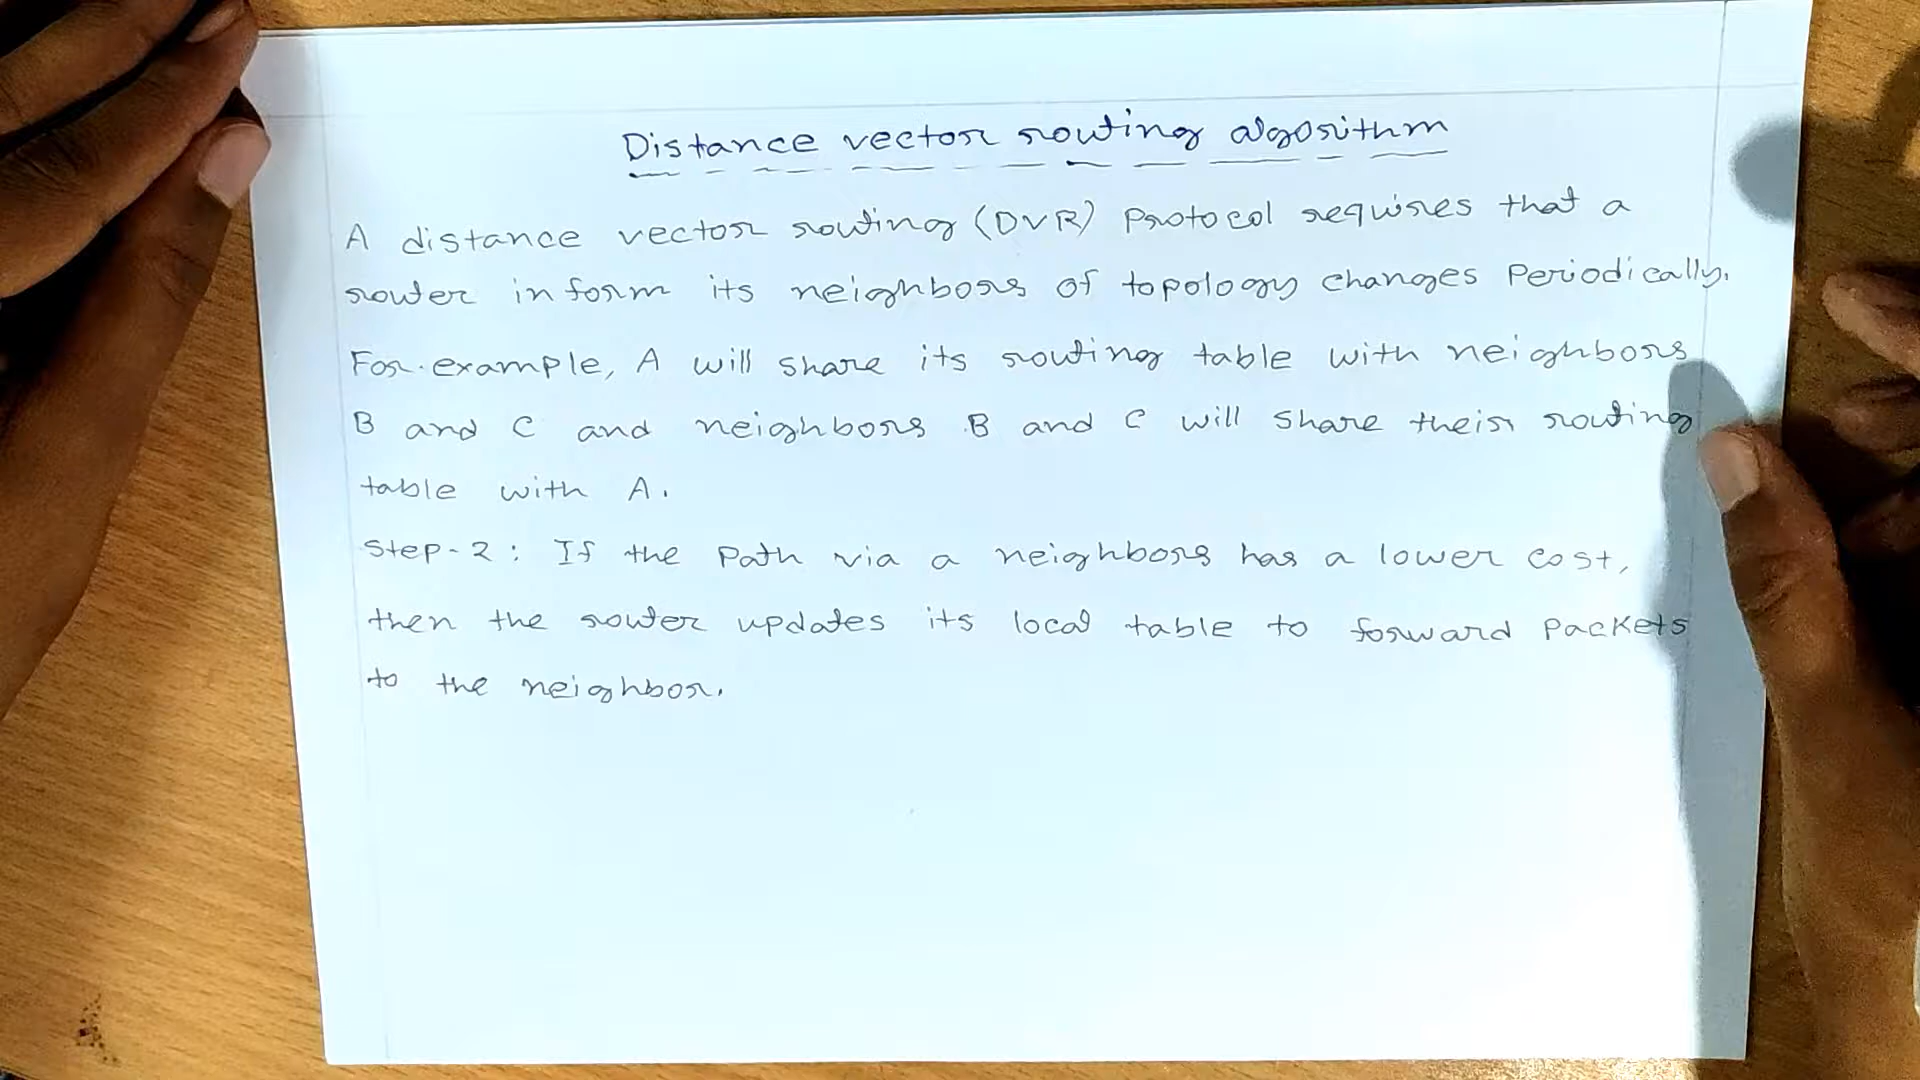 Distance vector routing algorithm
A distance vector routing (DVR) Protocol requires that a
router inform its neighbors of topology changes Periodically.
For example, A will share its routing table with neighbors
B and C and neighbors B and C will share their routing
table with A.
Step-2: If the Path via a neighbors has a lower cost,
then the router updates its local table to forward packets
to the neighbor.